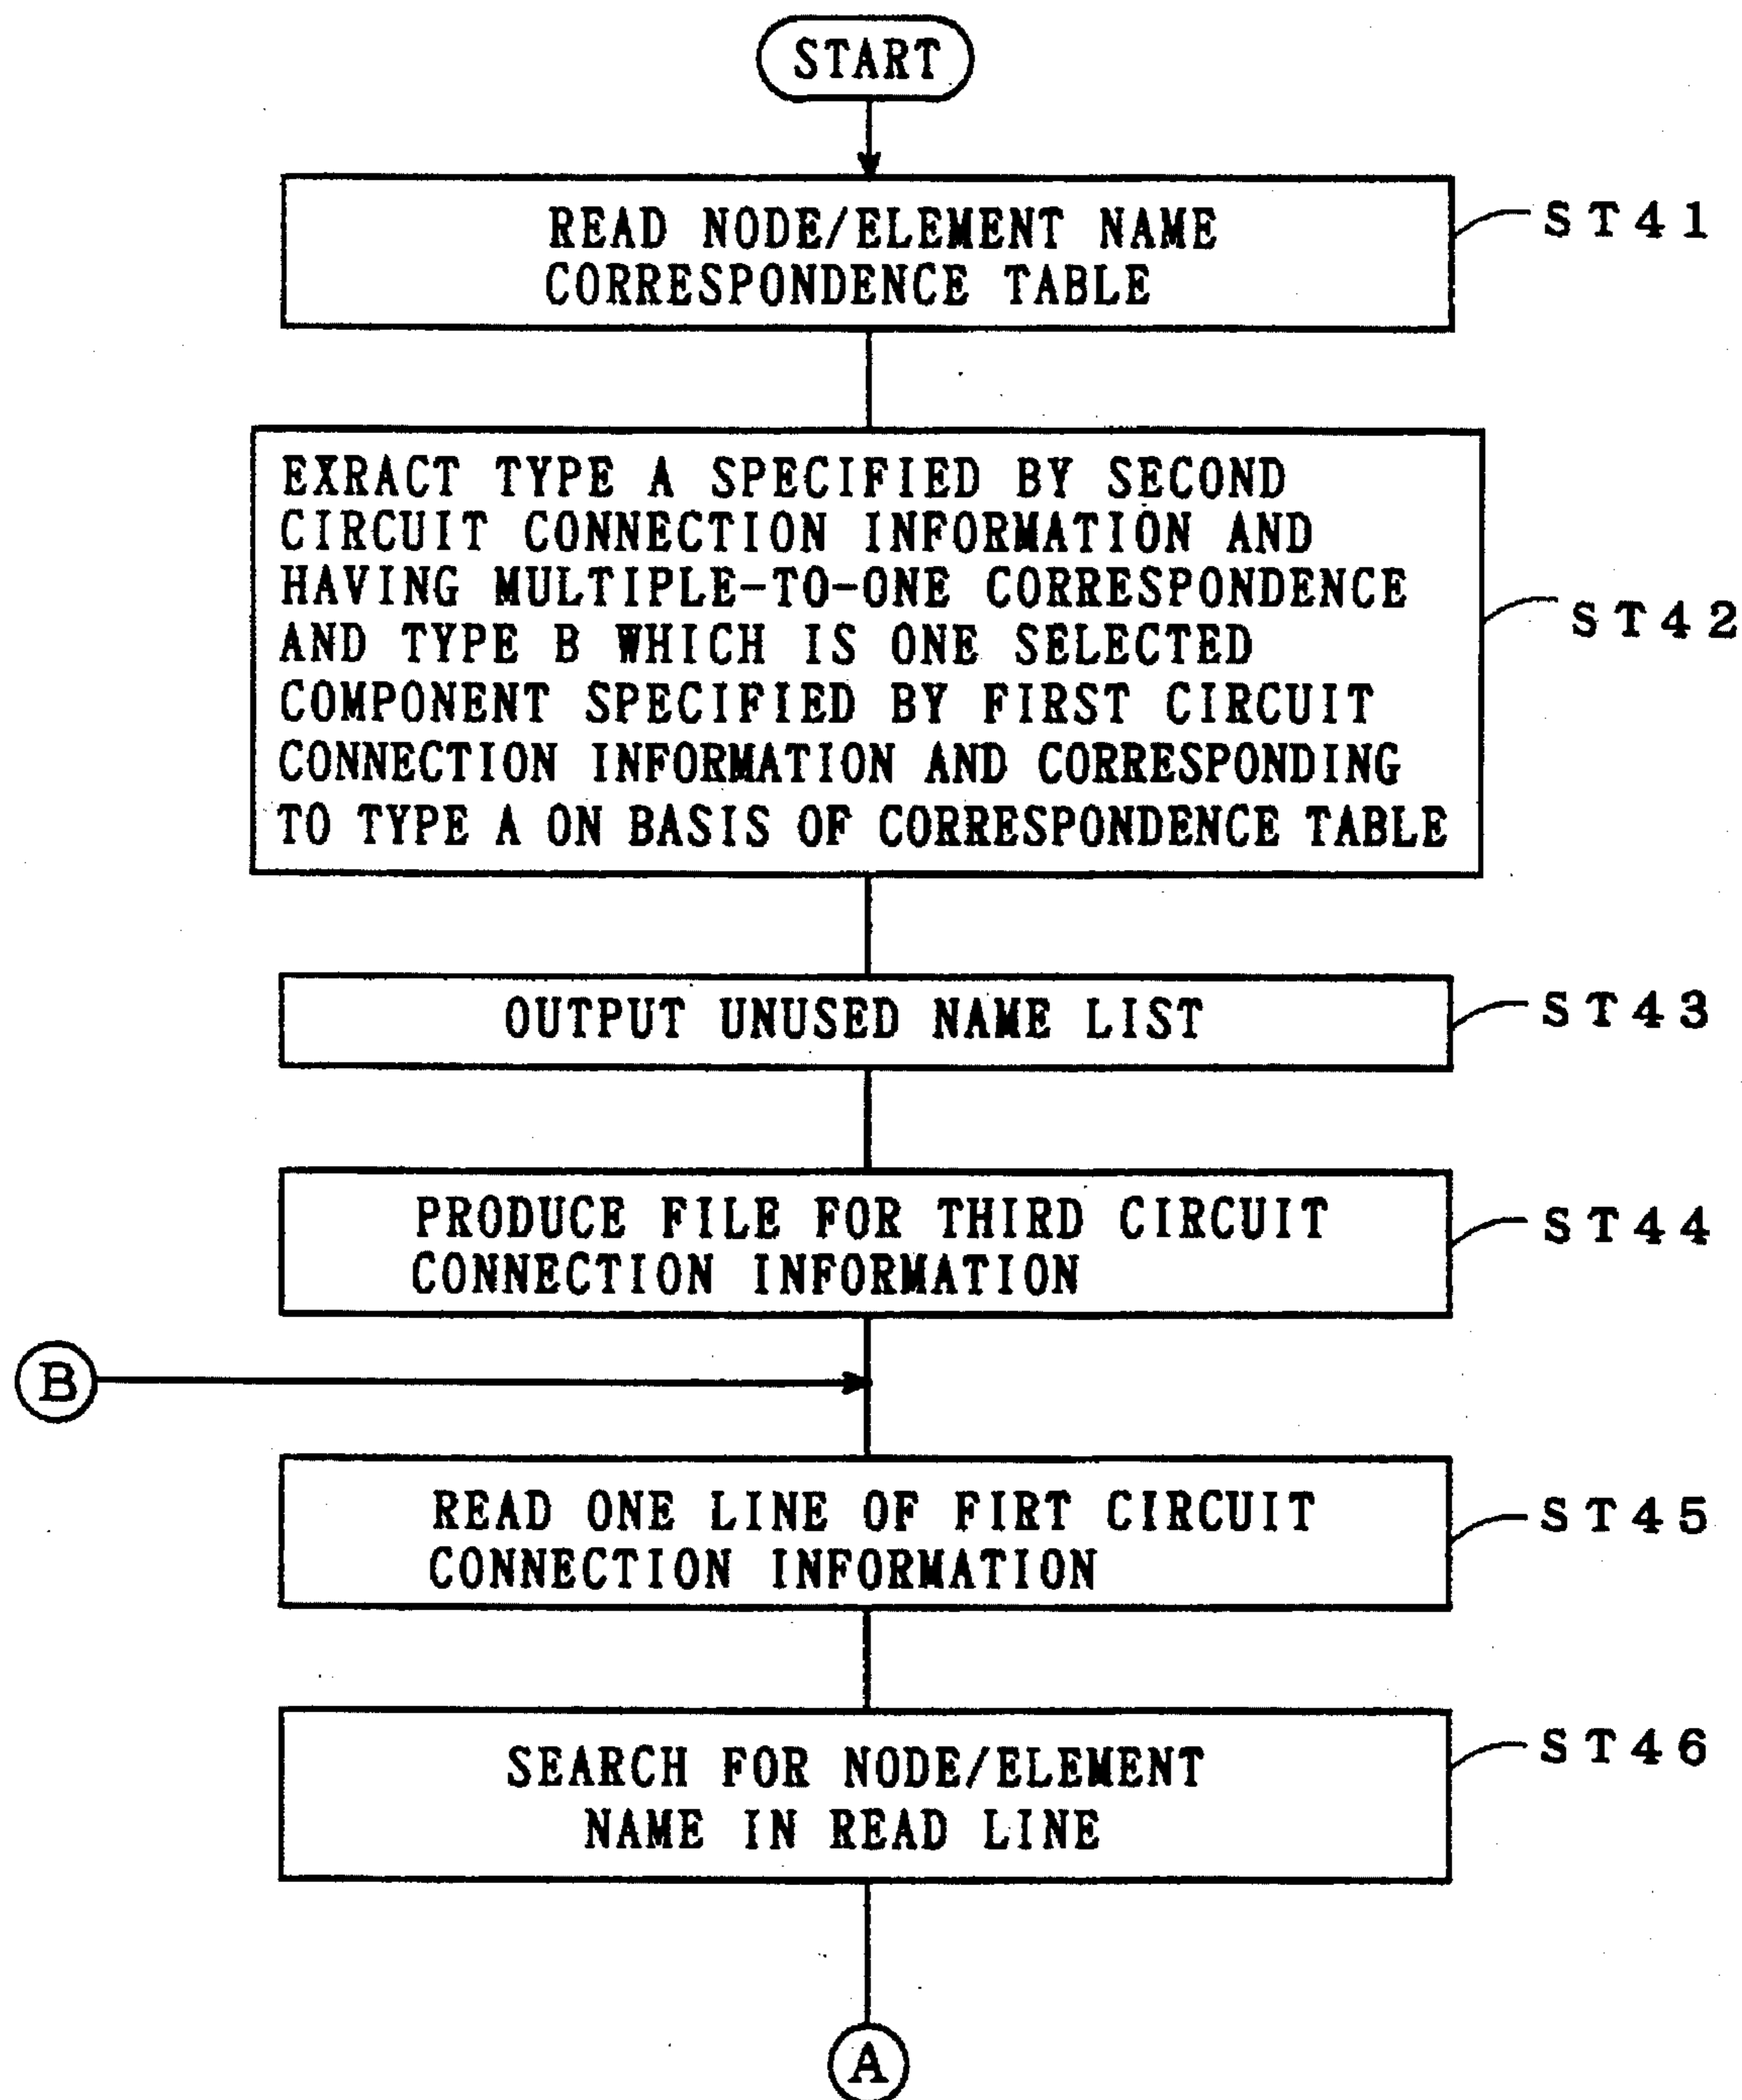 START
READ NODE/ELEMENT NAME
CORRESPONDENCE TABLE
ST41
EXRACT TYPE A SPECIFIED BY SECOND
CIRCUIT CONNECTION INFORMATION AND
HAVING MULTIPLE-TO-ONE CORRESPONDENCE
AND TYPE B WHICH IS ONE SELECTED
COMPONENT SPECIFIED BY FIRST CIRCUIT
CONNECTION INFORMATION AND CORRESPONDING
TO TYPE A ON BASIS OF CORRESPONDENCE TABLE
ST42
OUTPUT UNUSED NAME LIST
ST43
PRODUCE FILE FOR THIRD CIRCUIT
CONNECTION INFORMATION
ST44
B
READ ONE LINE OF FIRT CIRCUIT
CONNECTION INFORMATION
ST45
SEARCH FOR NODE/ELEMENT
NAME IN READ LINE
ST46
A